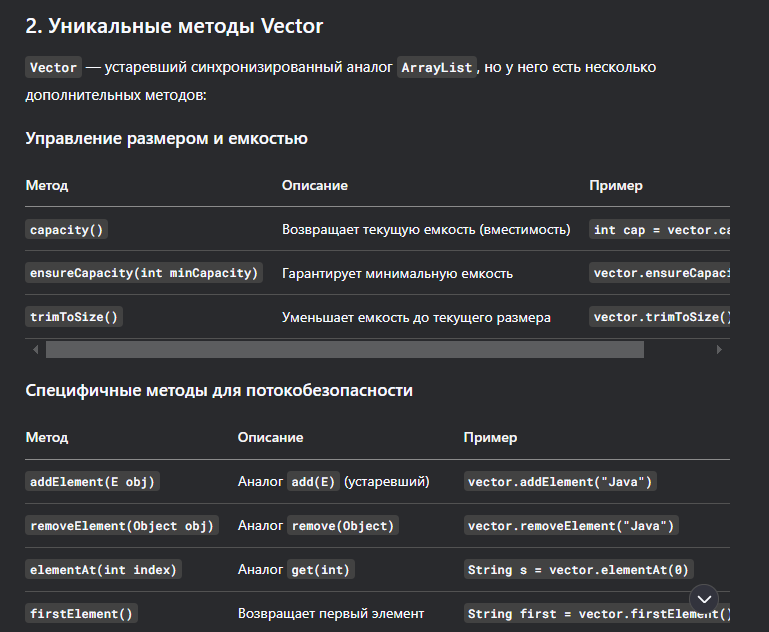 2. Уникальные методы Vector
Vector — устаревший синхронизированный аналог ArrayList, но у него есть несколько
дополнительных методов:
Управление размером и емкостью
Метод Описание Пример
capacity() Возвращает текущую емкость (вместимость) int cap = vector.ca
ensureCapacity(int minCapacity) Гарантирует минимальную емкость vector.ensureCapaci
trimToSize() Уменьшает емкость до текущего размера vector.trimToSize()
Специфичные методы для потокобезопасности
Метод Описание Пример
addElement(E obj) Аналог add(E) (устаревший) vector.addElement("Java")
removeElement(Object obj) Аналог remove(Object) vector.removeElement("Java")
elementAt(int index) Аналог get(int) String s = vector.elementAt(0)
firstElement() Возвращает первый элемент String first = vector.firstElement()